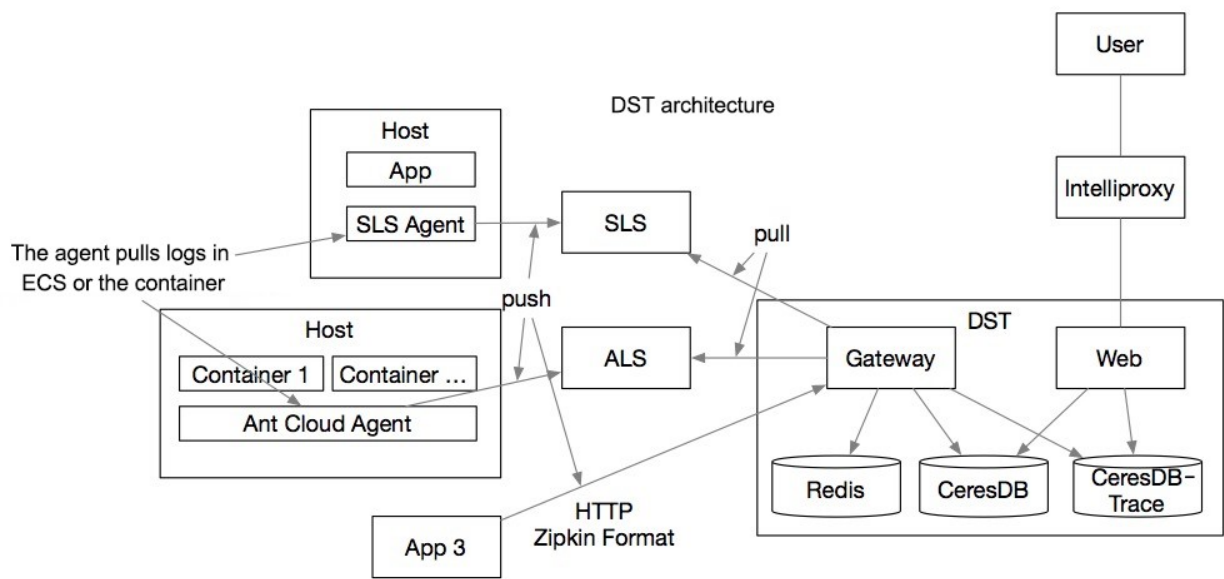 User
DST architecture
Host
App
Intelliproxy
SLS Agent
SLS
pull
The agent pulls logs in
ECS or the container
push
Host
DST
Container 1
Container ...
ALS
Gateway
Web
Ant Cloud Agent
Redis
CeresDB
CeresDB-
Trace
HTTP
Zipkin Format
App 3